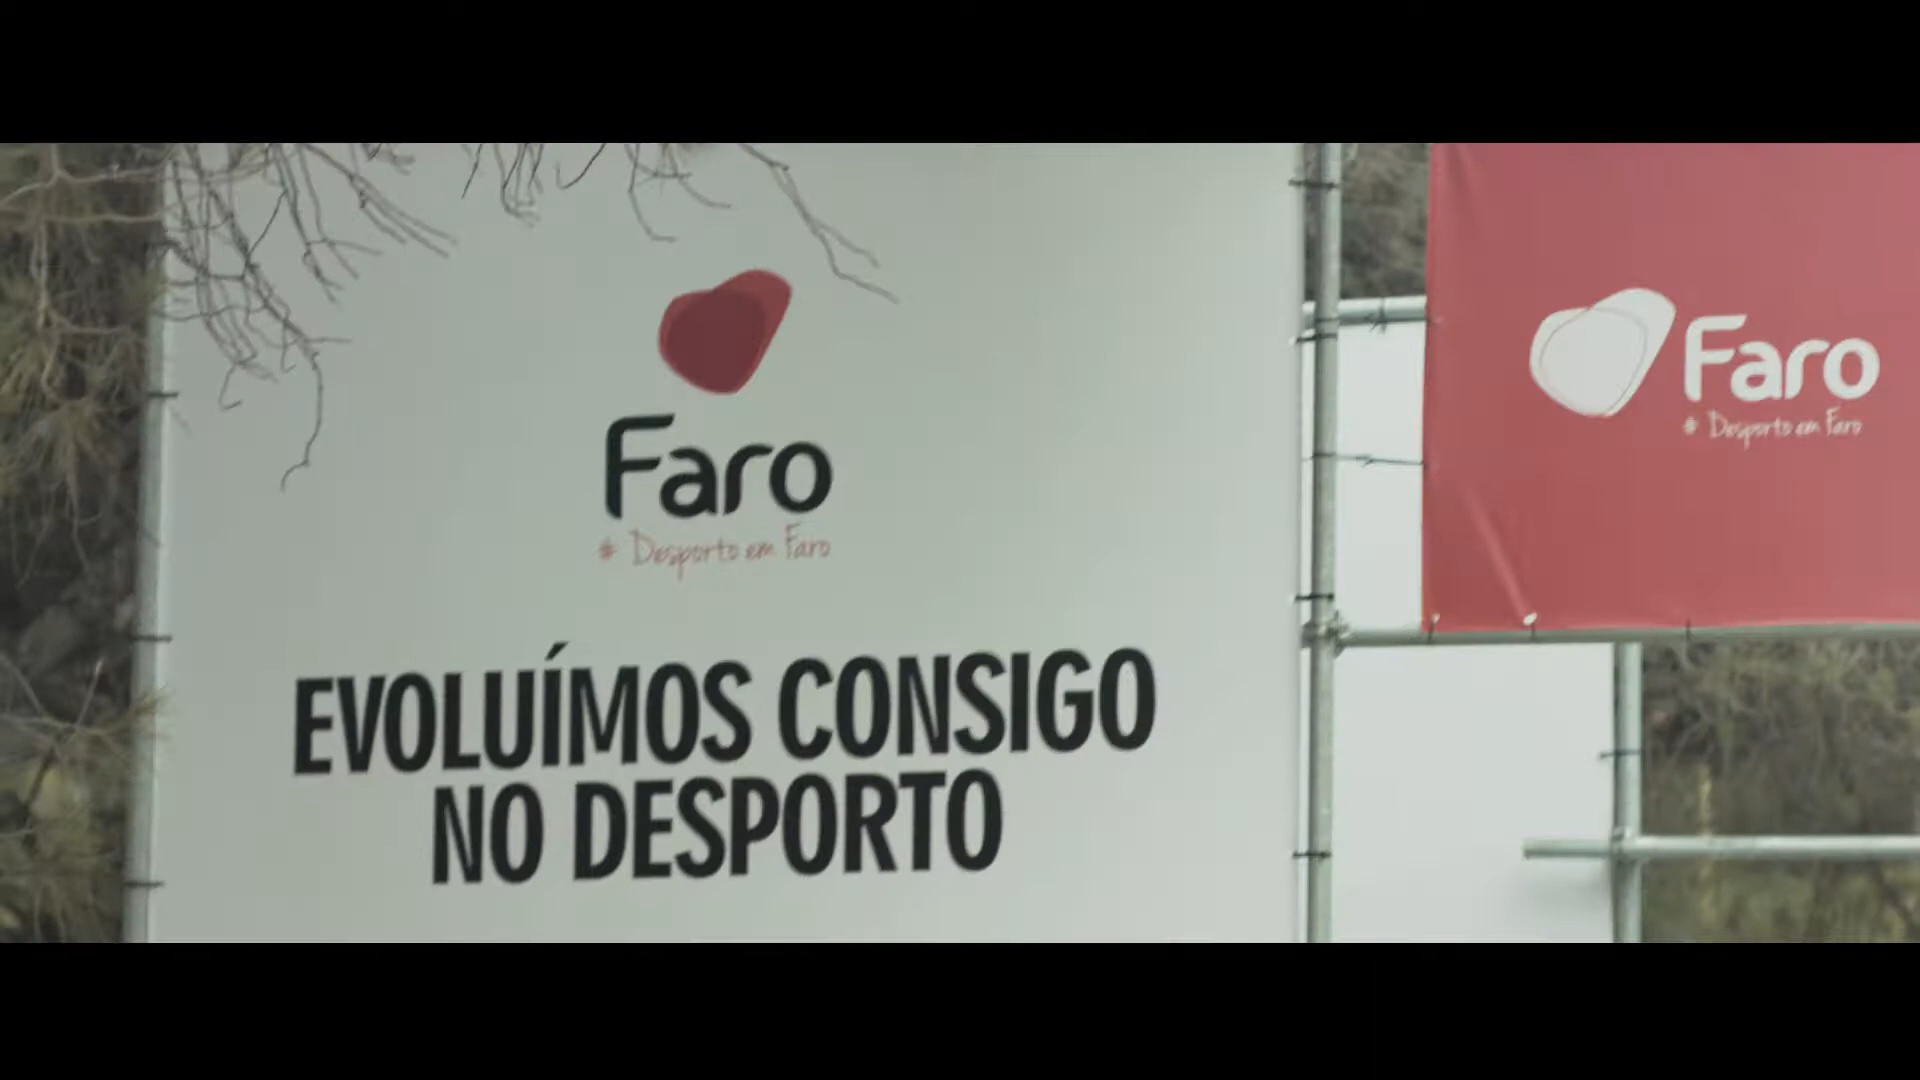 Faro
# Desporto em Faro
EVOLUÍMOS CONSIGO
NO DESPORTO
Faro
# Desporto em Faro